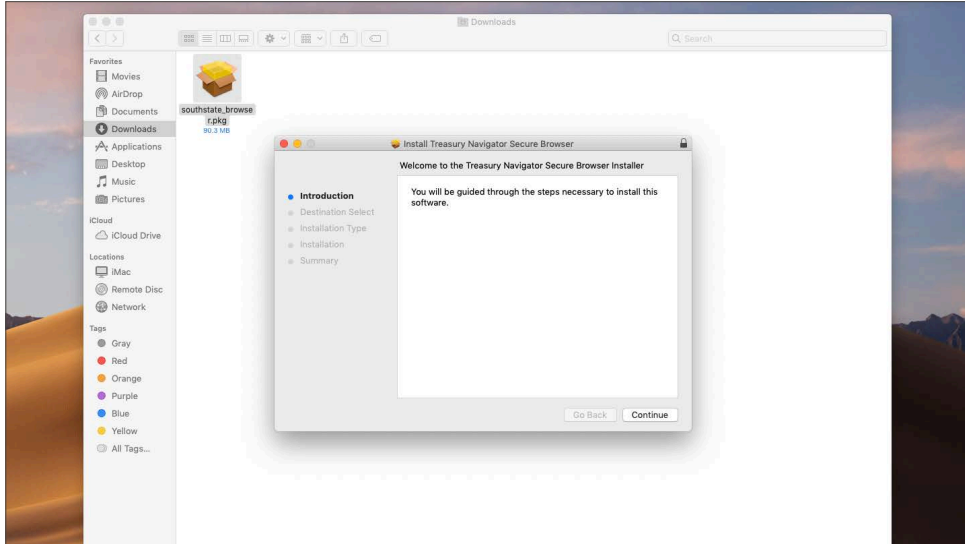 Downloads
Search
Favorites
Movies
AirDrop
Documents
Downloads
Applications
Desktop
Music
Pictures
iCloud
iCloud Drive
Locations
iMac
Remote Disc
Network
Tags
Gray
Red
Orange
Purple
Blue
Yellow
All Tags...
southstate_browse
r.pkg
90.3 MB
Install Treasury Navigator Secure Browser
Welcome to the Treasury Navigator Secure Browser Installer
Introduction
Destination Select
Installation Type
Installation
Summary
You will be guided through the steps necessary to install this
software.
Go Back
Continue